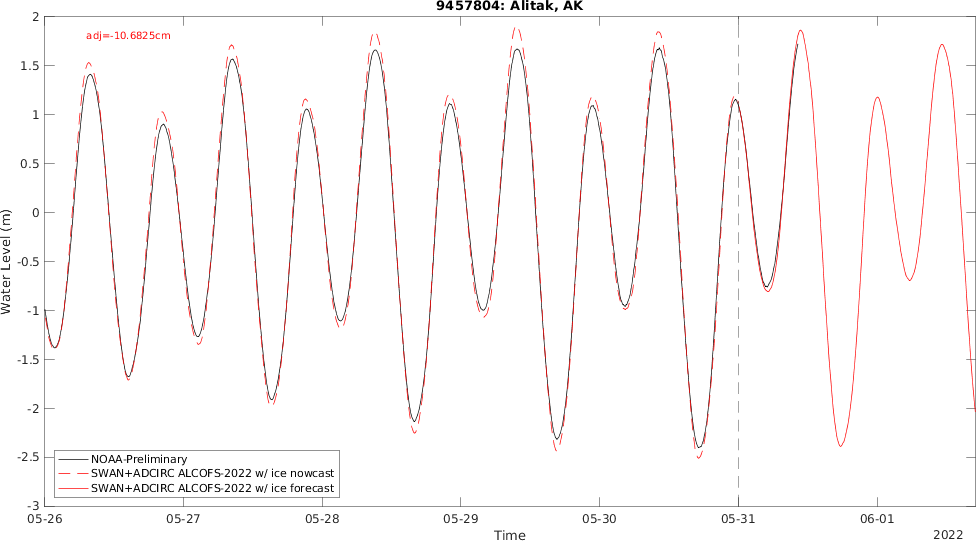 9457804: Alitak, AK
adj=-10.6825cm
2
1.5
1
0.5
0
-0.5
-1
-1.5
-2
-2.5
-3
Water Level (m)
NOAA-Preliminary
SWAN+ADCIRC ALCOFS-2022 w/ ice nowcast
SWAN+ADCIRC ALCOFS-2022 w/ ice forecast
05-26 05-27 05-28 05-29 05-30 05-31 06-01
Time
2022